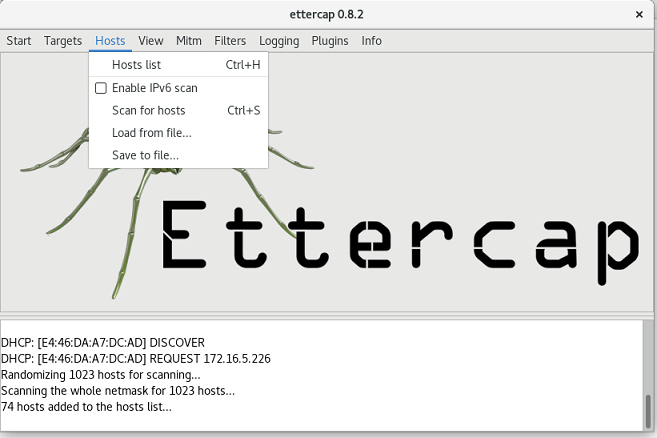 ettercap 0.8.2 ×
Start Targets Hosts View Mitm Filters Logging Plugins Info
Hosts list Ctrl+H
Enable IPv6 scan
Scan for hosts Ctrl+S
Load from file...
Save to file...
Ettercap
DHCP: [E4:46:DA:A7:DC:AD] DISCOVER
DHCP: [E4:46:DA:A7:DC:AD] REQUEST 172.16.5.226
Randomizing 1023 hosts for scanning...
Scanning the whole netmask for 1023 hosts...
74 hosts added to the hosts list...